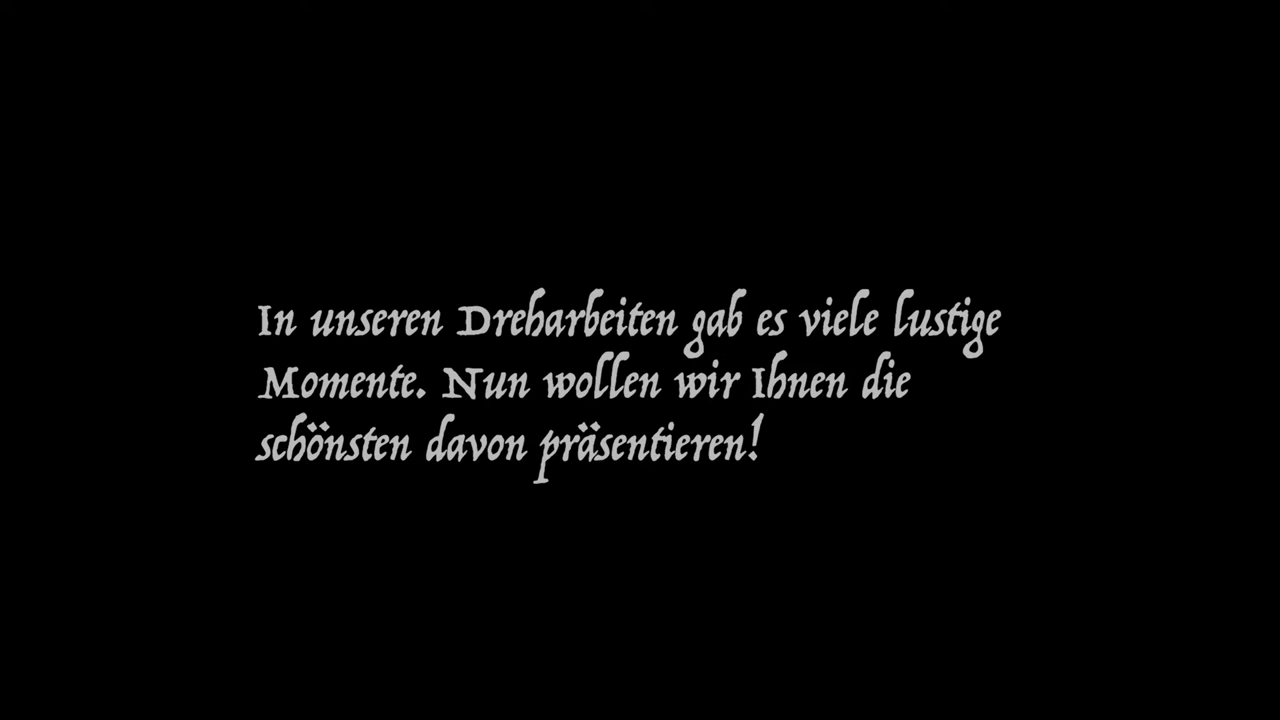 In unseren Dreharbeiten gab es viele lustige
Momente. Nun wollen wir Ihnen die
schönsten davon präsentieren!